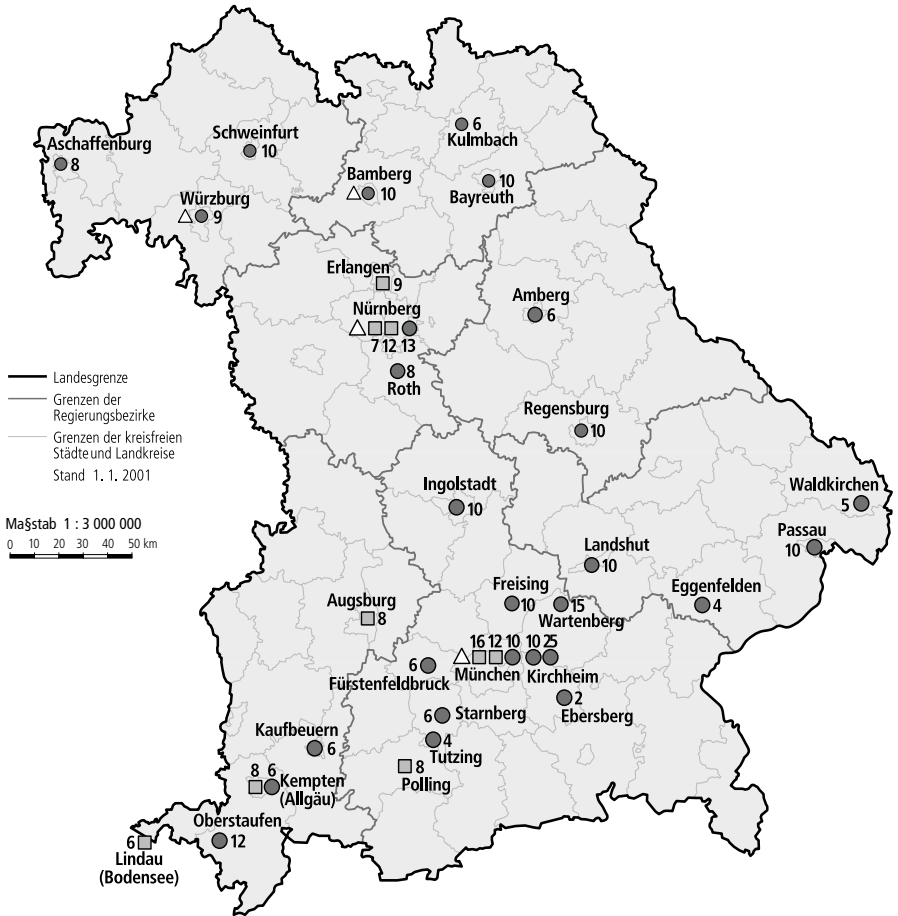 6
Kulmbach
Schweinfurt
10
Aschaffenburg
8
Bamberg
10
10
Bayreuth
Würzburg
9
Erlangen
9
Amberg
6
Nürnberg
7 12 13
8
Roth
Landesgrenze
Grenzen der
Regierungsbezirke
Grenzen der kreisfreien
Städte und Landkreise
Stand 1. 1. 2001
Regensburg
10
Ma§stab 1 : 3 000 000
0 10 20 30 40 50 km
Ingolstadt
10
Waldkirchen
5
Passau
10
Landshut
10
Freising
10
15
Wartenberg
Eggenfelden
4
Augsburg
8
16 12 10 10 25
München
Kirchheim
6
Fürstenfeldbruck
2
Ebersberg
6 Starnberg
4
Tutzing
Kaufbeuern
6
8
Polling
8 6
Kempten
(Allgäu)
Oberstaufen
12
6
Lindau
(Bodensee)